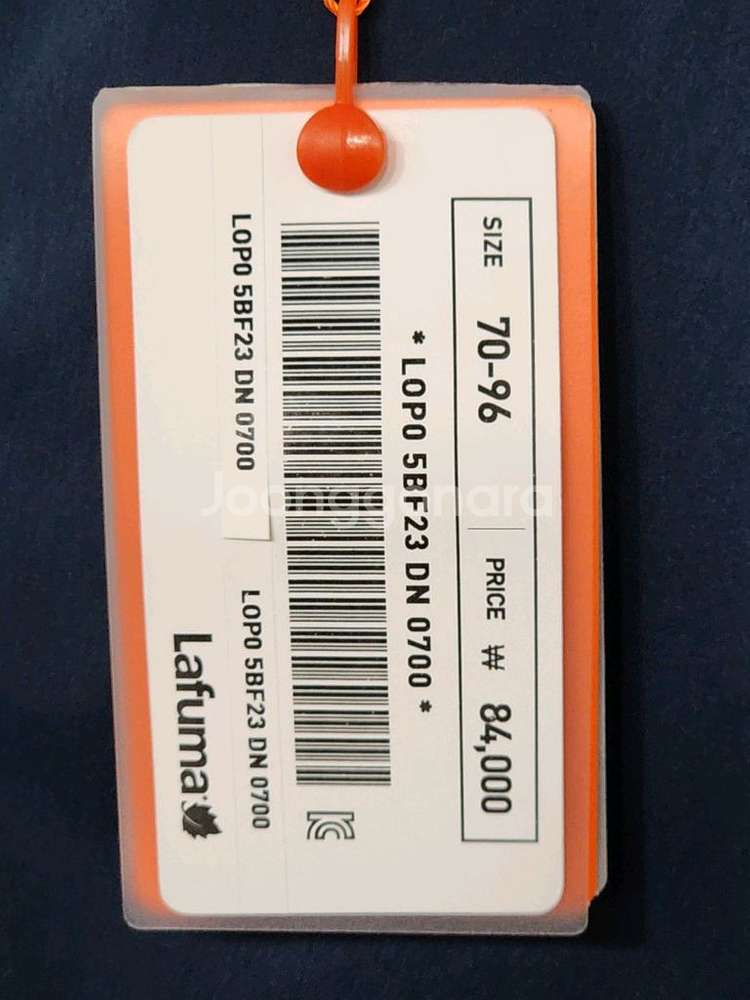 SIZE 70-96 PRICE ₩ 84,000
* LOPO 5BF23 DN 0700 *
LOPO 5BF23 DN 0700
LOPO 5BF23 DN 0700
Lafuma
Joonggonara